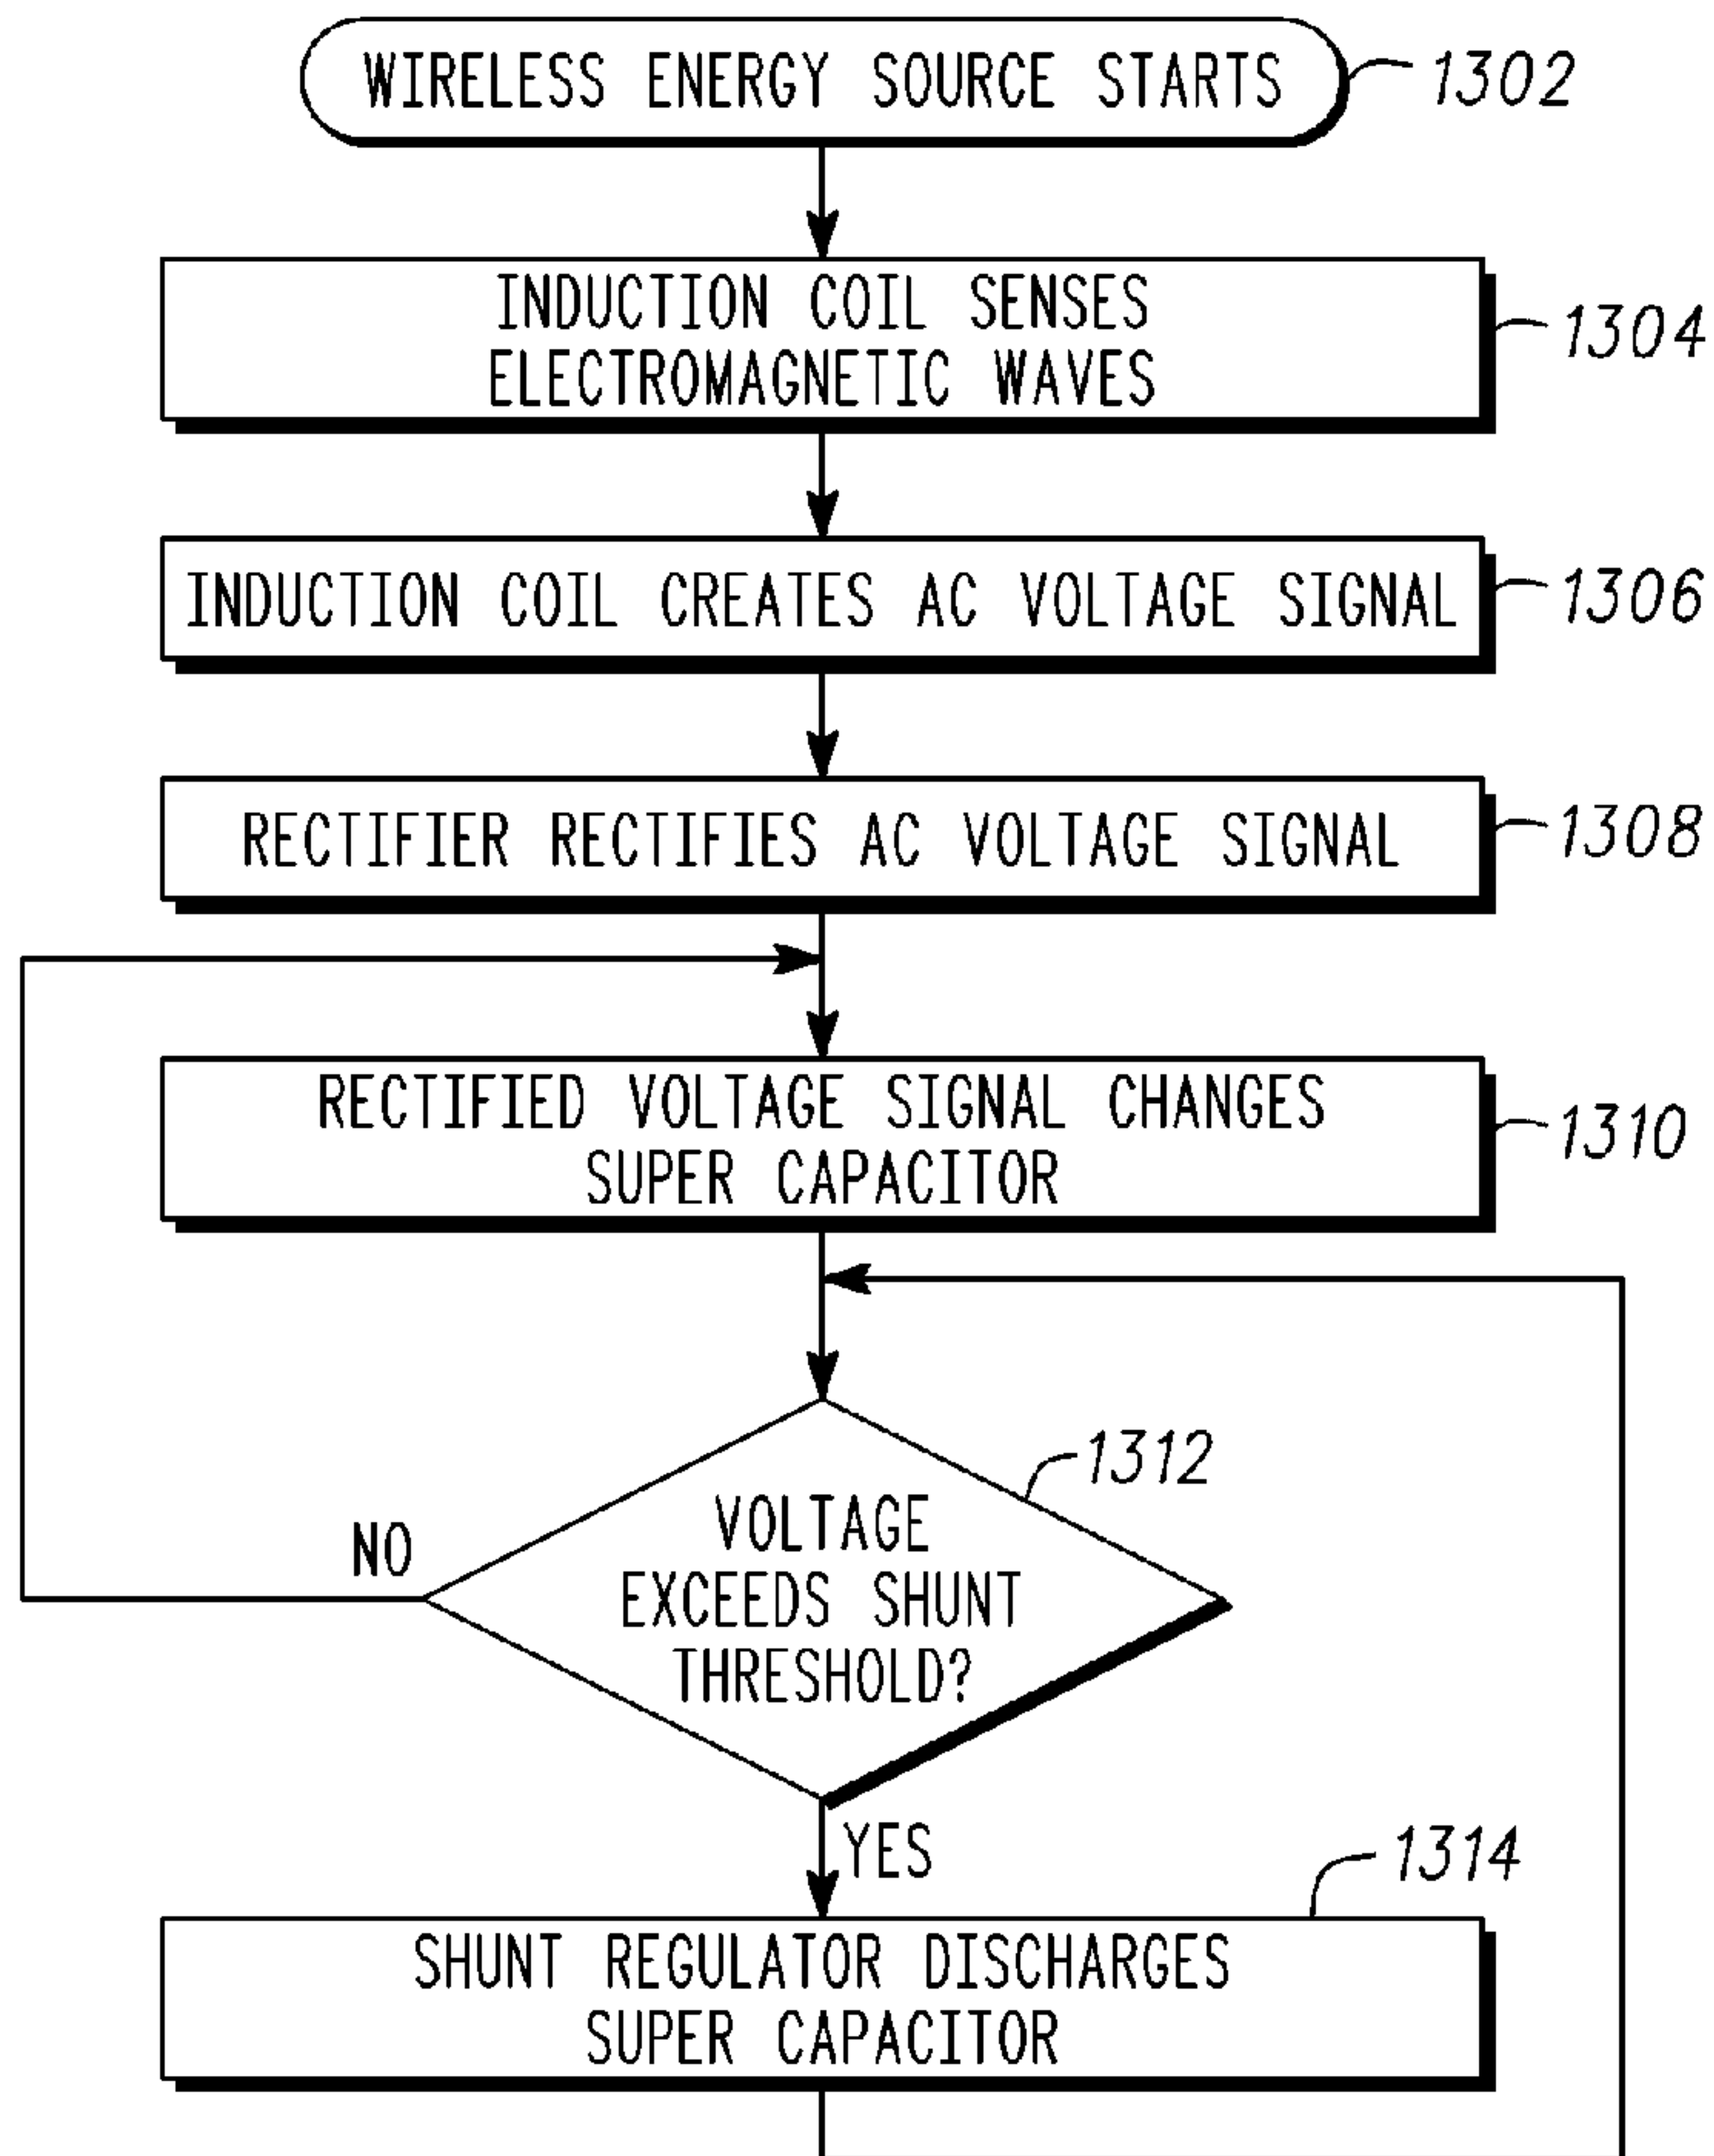 WIRELESS ENERGY SOURCE STARTS
1302
INDUCTION COIL SENSES
ELECTROMAGNETIC WAVES
1304
INDUCTION COIL CREATES AC VOLTAGE SIGNAL
1306
RECTIFIER RECTIFIES AC VOLTAGE SIGNAL
1308
RECTIFIED VOLTAGE SIGNAL CHANGES
SUPER CAPACITOR
1310
1312
VOLTAGE
EXCEEDS SHUNT
THRESHOLD?
NO
YES
1314
SHUNT REGULATOR DISCHARGES
SUPER CAPACITOR